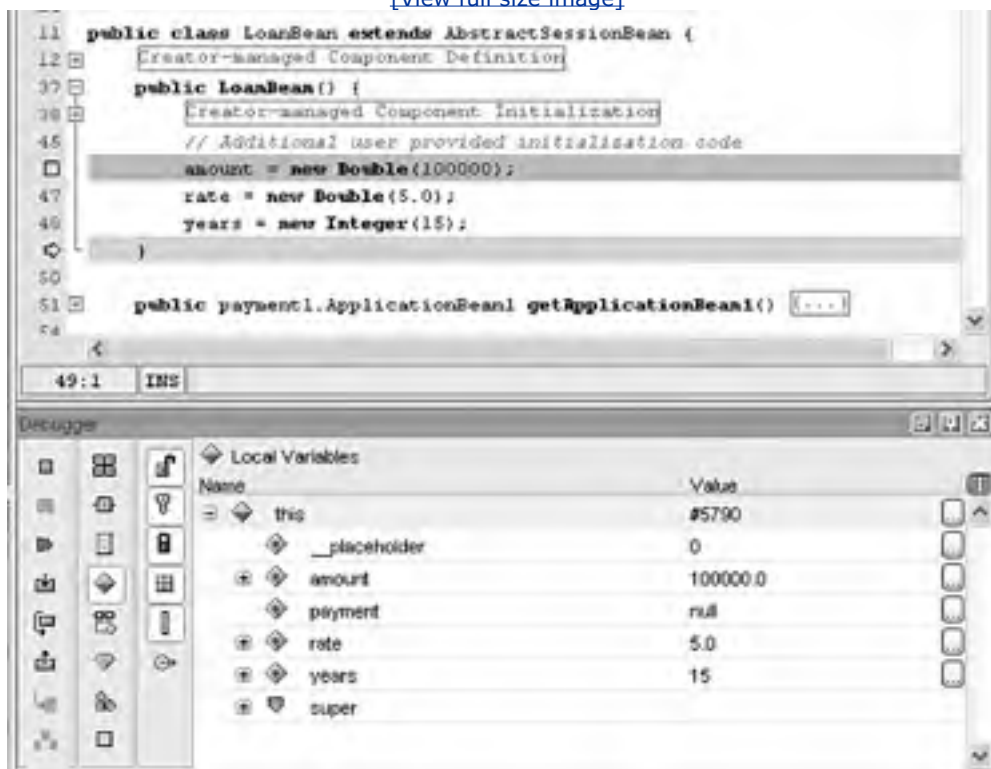 [View full size image]
11 public class LoanBean extends AbstractSessionBean {
12 Creator-managed Component Definition
37 public LoanBean() {
38 Creator-managed Component Initialization
45 // Additional user provided initialization code
amount = new Double(100000);
47 rate = new Double(5.0);
48 years = new Integer(15);
}
50
51 public payment1.ApplicationBean1 getApplicationBean1() {...}
54
49:1 INS
Debugger
Local Variables
Name Value
this #5790
__placeholder 0
amount 100000.0
payment null
rate 5.0
years 15
super